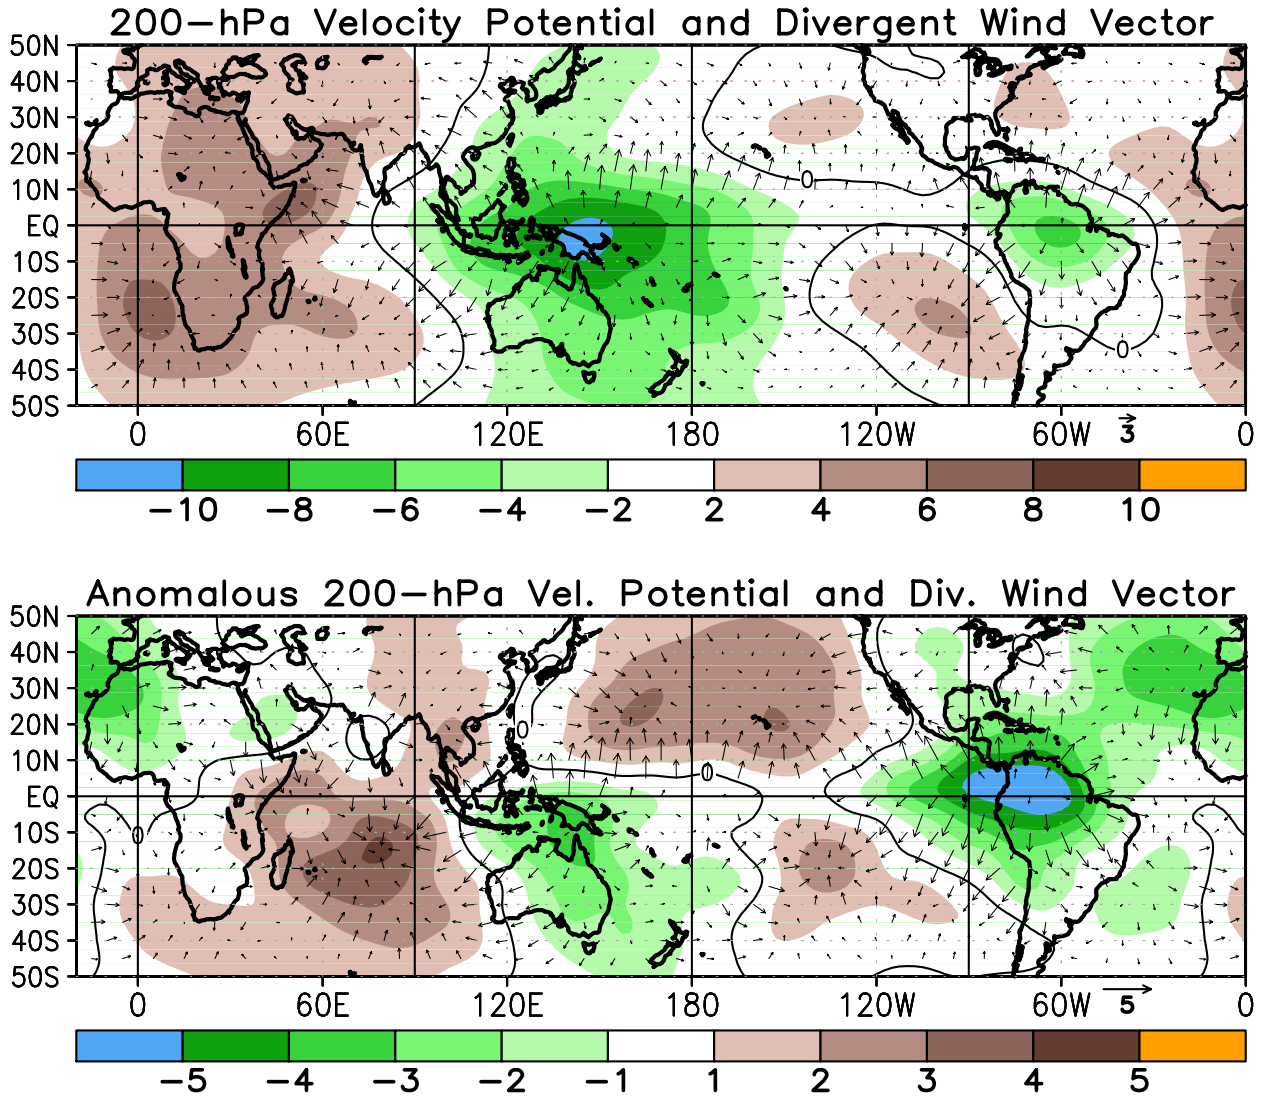 200−hPa Velocity Potential and Divergent Wind Vector
50N
40N
30N
20N
10N
EQ
10S
20S
30S
40S
50S
0
0
0 60E 120E 180 120W 60W 3 0
−10 −8 −6 −4 −2 2 4 6 8 10
Anomalous 200−hPa Vel. Potential and Div. Wind Vector
50N
40N
30N
20N
10N
EQ
10S
20S
30S
40S
50S
0
0
0
0 60E 120E 180 120W 60W 5 0
−5 −4 −3 −2 −1 1 2 3 4 5